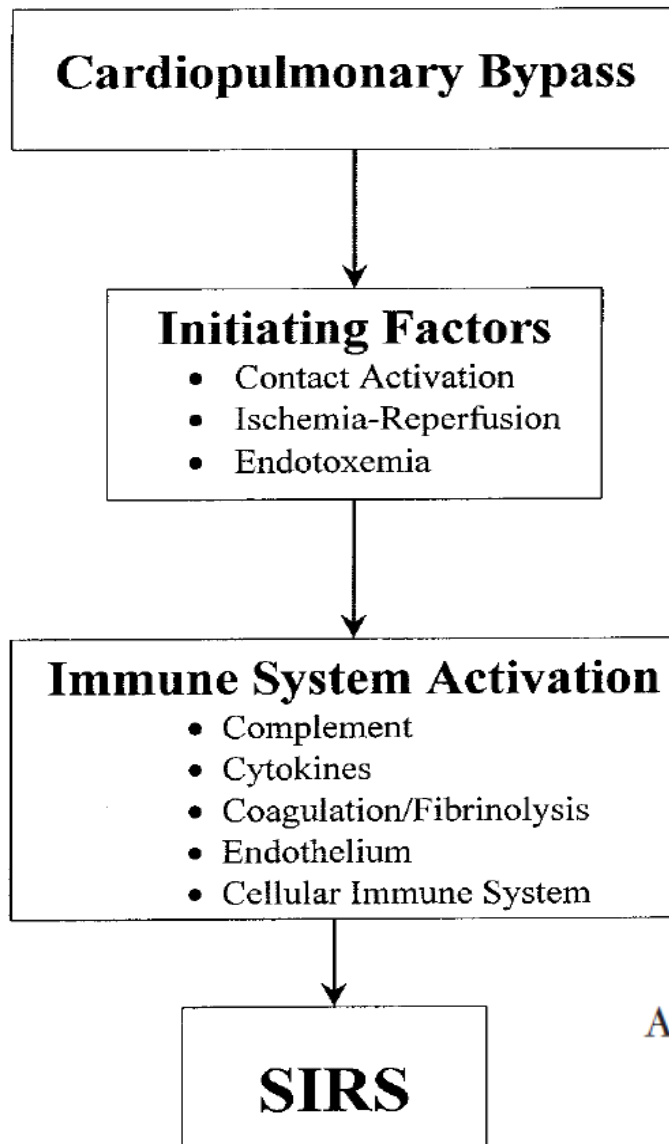 Cardiopulmonary Bypass
Initiating Factors
• Contact Activation
• Ischemia-Reperfusion
• Endotoxemia
Immune System Activation
• Complement
• Cytokines
• Coagulation/Fibrinolysis
• Endothelium
• Cellular Immune System
A
SIRS